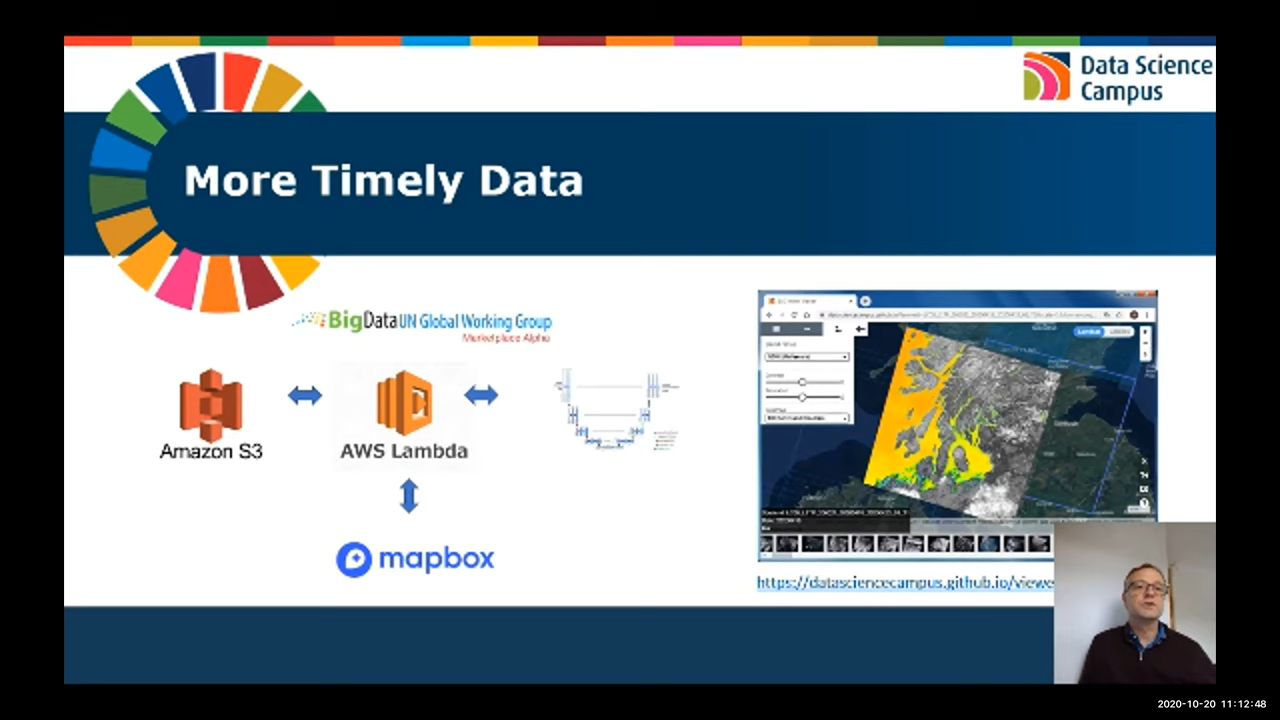 Data Science
Campus
More Timely Data
BigData UN Global Working Group
Marketplace Alpha
Amazon S3
AWS Lambda
mapbox
https://datasciencecampus.github.io/viewe
2020-10-20 11:12:48